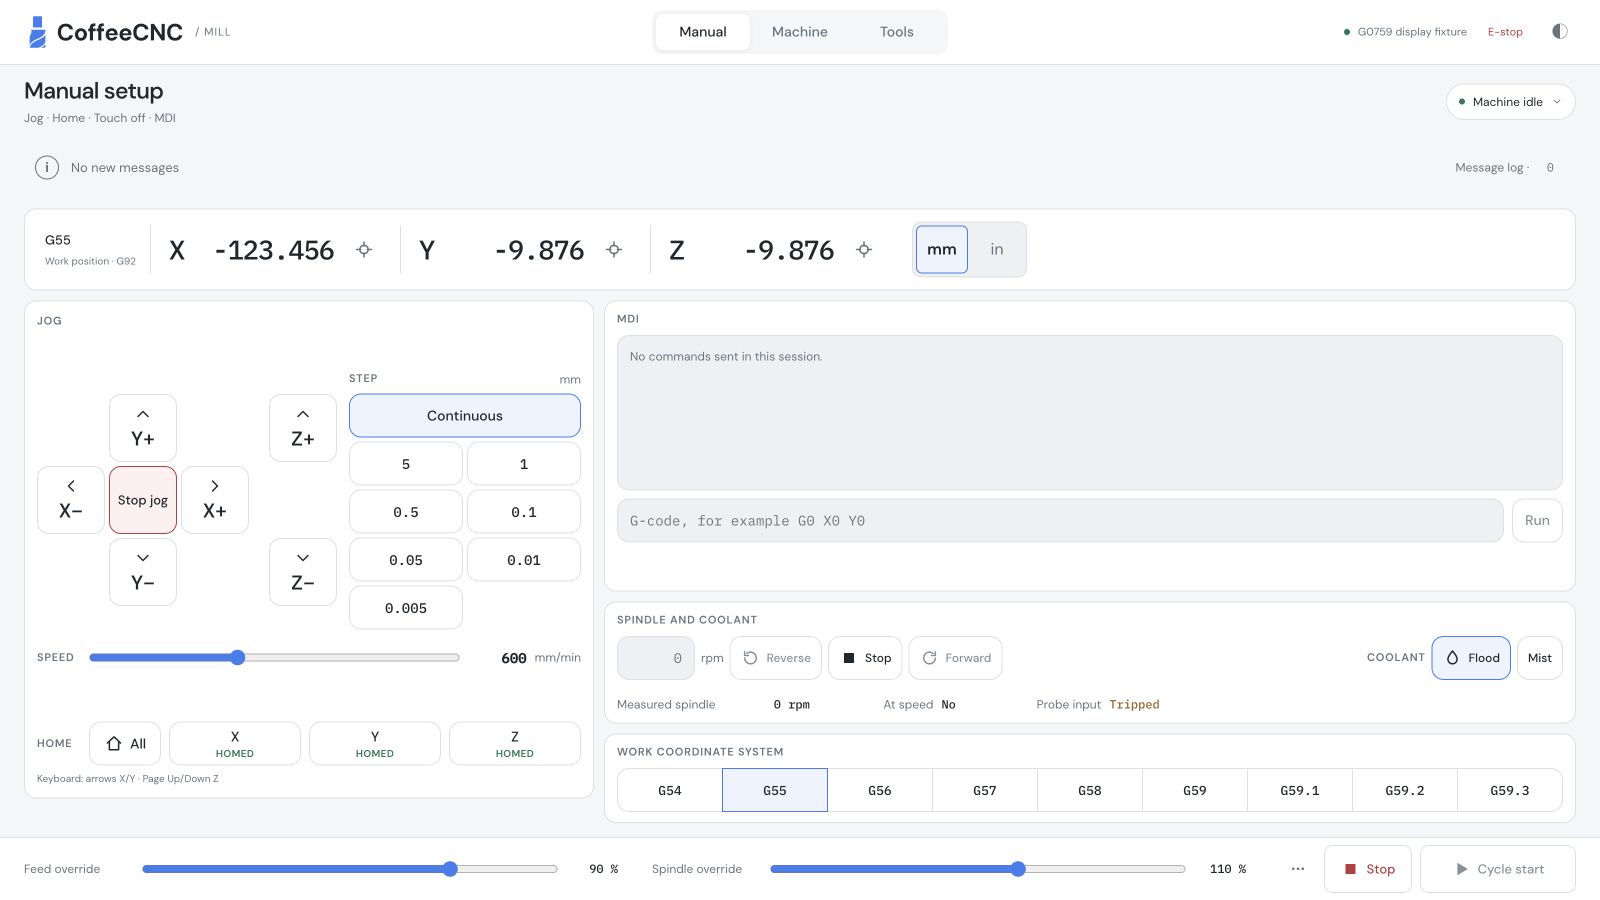 CoffeeCNC / MILL
Manual Machine Tools
G0759 display fixture E-stop
Manual setup
Jog · Home · Touch off · MDI
Machine idle
i No new messages
Message log · 0
G55
Work position · G92
X -123.456
Y -9.876
Z -9.876
mm in
JOG
STEP mm
Continuous
Y+ Z+
5 1
X− Stop jog X+
0.5 0.1
Y− Z−
0.05 0.01
0.005
SPEED 600 mm/min
HOME All
X HOMED
Y HOMED
Z HOMED
Keyboard: arrows X/Y · Page Up/Down Z
MDI
No commands sent in this session.
G-code, for example G0 X0 Y0 Run
SPINDLE AND COOLANT
0 rpm Reverse Stop Forward
COOLANT Flood Mist
Measured spindle 0 rpm At speed No Probe input Tripped
WORK COORDINATE SYSTEM
G54 G55 G56 G57 G58 G59 G59.1 G59.2 G59.3
Feed override 90 % Spindle override 110 % ··· Stop Cycle start